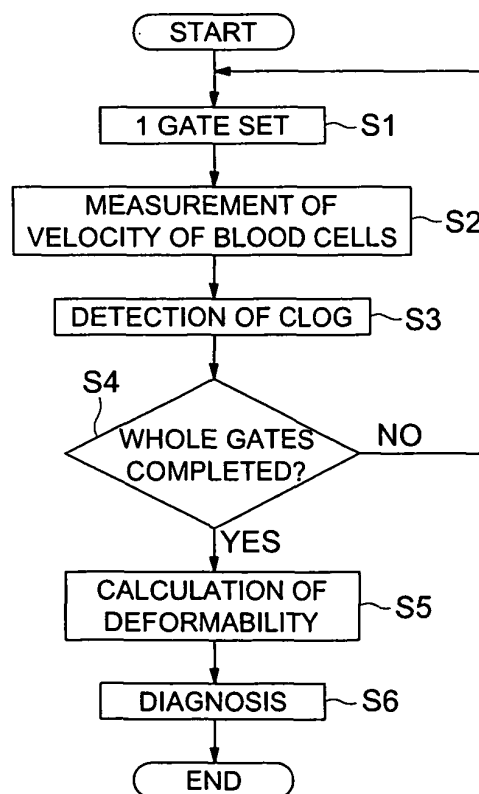 START
1 GATE SET
S1
MEASUREMENT OF
VELOCITY OF BLOOD CELLS
S2
DETECTION OF CLOG
S3
S4
WHOLE GATES
COMPLETED?
NO
YES
CALCULATION OF
DEFORMABILITY
S5
DIAGNOSIS
S6
END